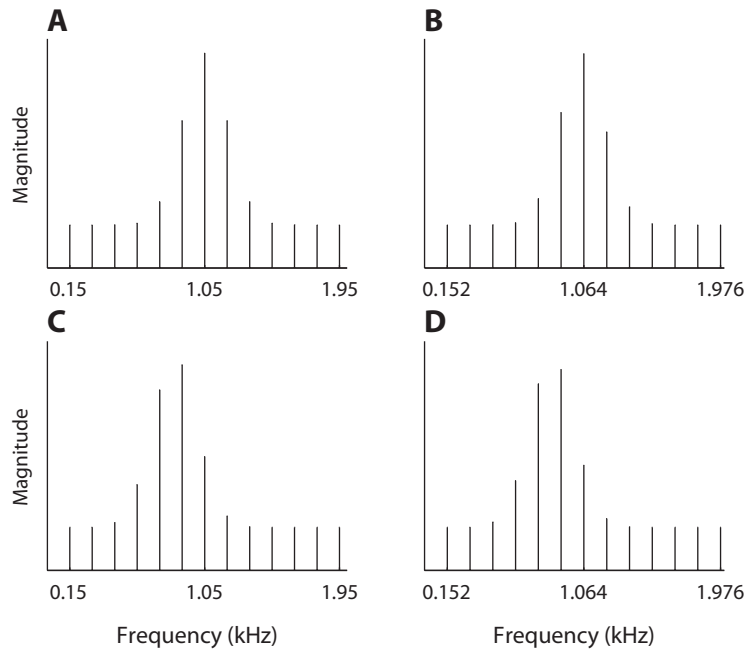 A
B
Magnitude
0.15 1.05 1.95
0.152 1.064 1.976
C
D
Magnitude
0.15 1.05 1.95
0.152 1.064 1.976
Frequency (kHz)
Frequency (kHz)